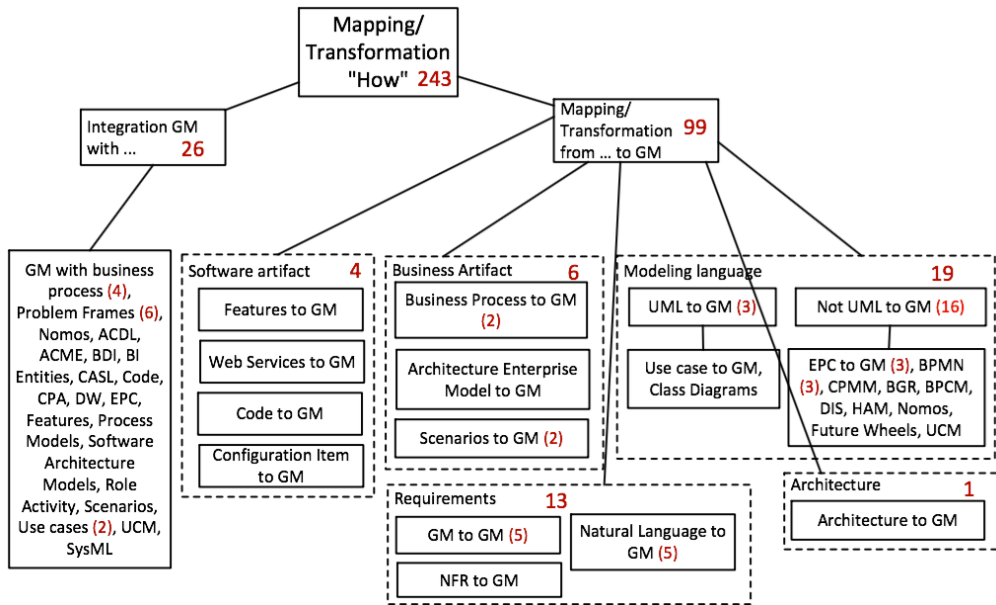 Mapping/
Transformation
"How" 243
Integration GM
with ... 26
Mapping/
Transformation 99
from ... to GM
GM with business
process (4),
Problem Frames (6),
Nomos, ACDL,
ACME, BDI, BI
Entities, CASL, Code,
CPA, DW, EPC,
Features, Process
Models, Software
Architecture
Models, Role
Activity, Scenarios,
Use cases (2), UCM,
SysML
Software artifact 4
Features to GM
Web Services to GM
Code to GM
Configuration Item
to GM
Business Artifact 6
Business Process to GM
(2)
Architecture Enterprise
Model to GM
Scenarios to GM (2)
Modeling language 19
UML to GM (3)
Not UML to GM (16)
Use case to GM,
Class Diagrams
EPC to GM (3), BPMN
(3), CPMM, BGR, BPCM,
DIS, HAM, Nomos,
Future Wheels, UCM
Requirements 13
GM to GM (5)
Natural Language to
GM (5)
NFR to GM
Architecture 1
Architecture to GM